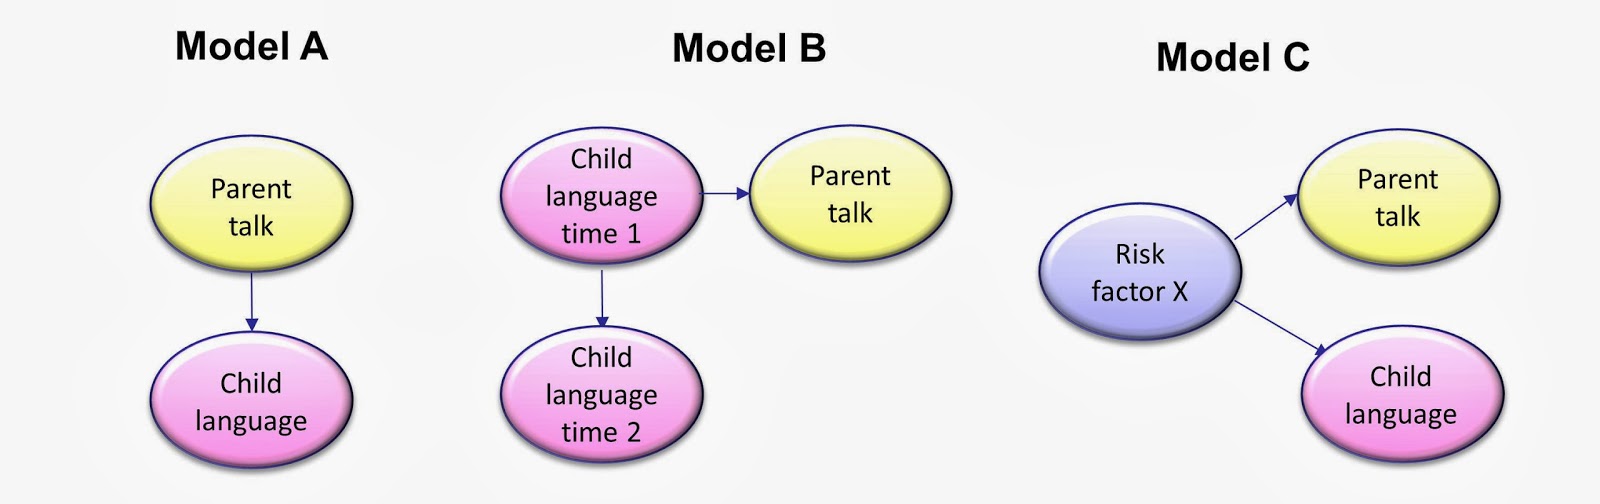 Model A
Parent
talk
Child
language
Model B
Child
language
time 1
Parent
talk
Child
language
time 2
Model C
Risk
factor X
Parent
talk
Child
language